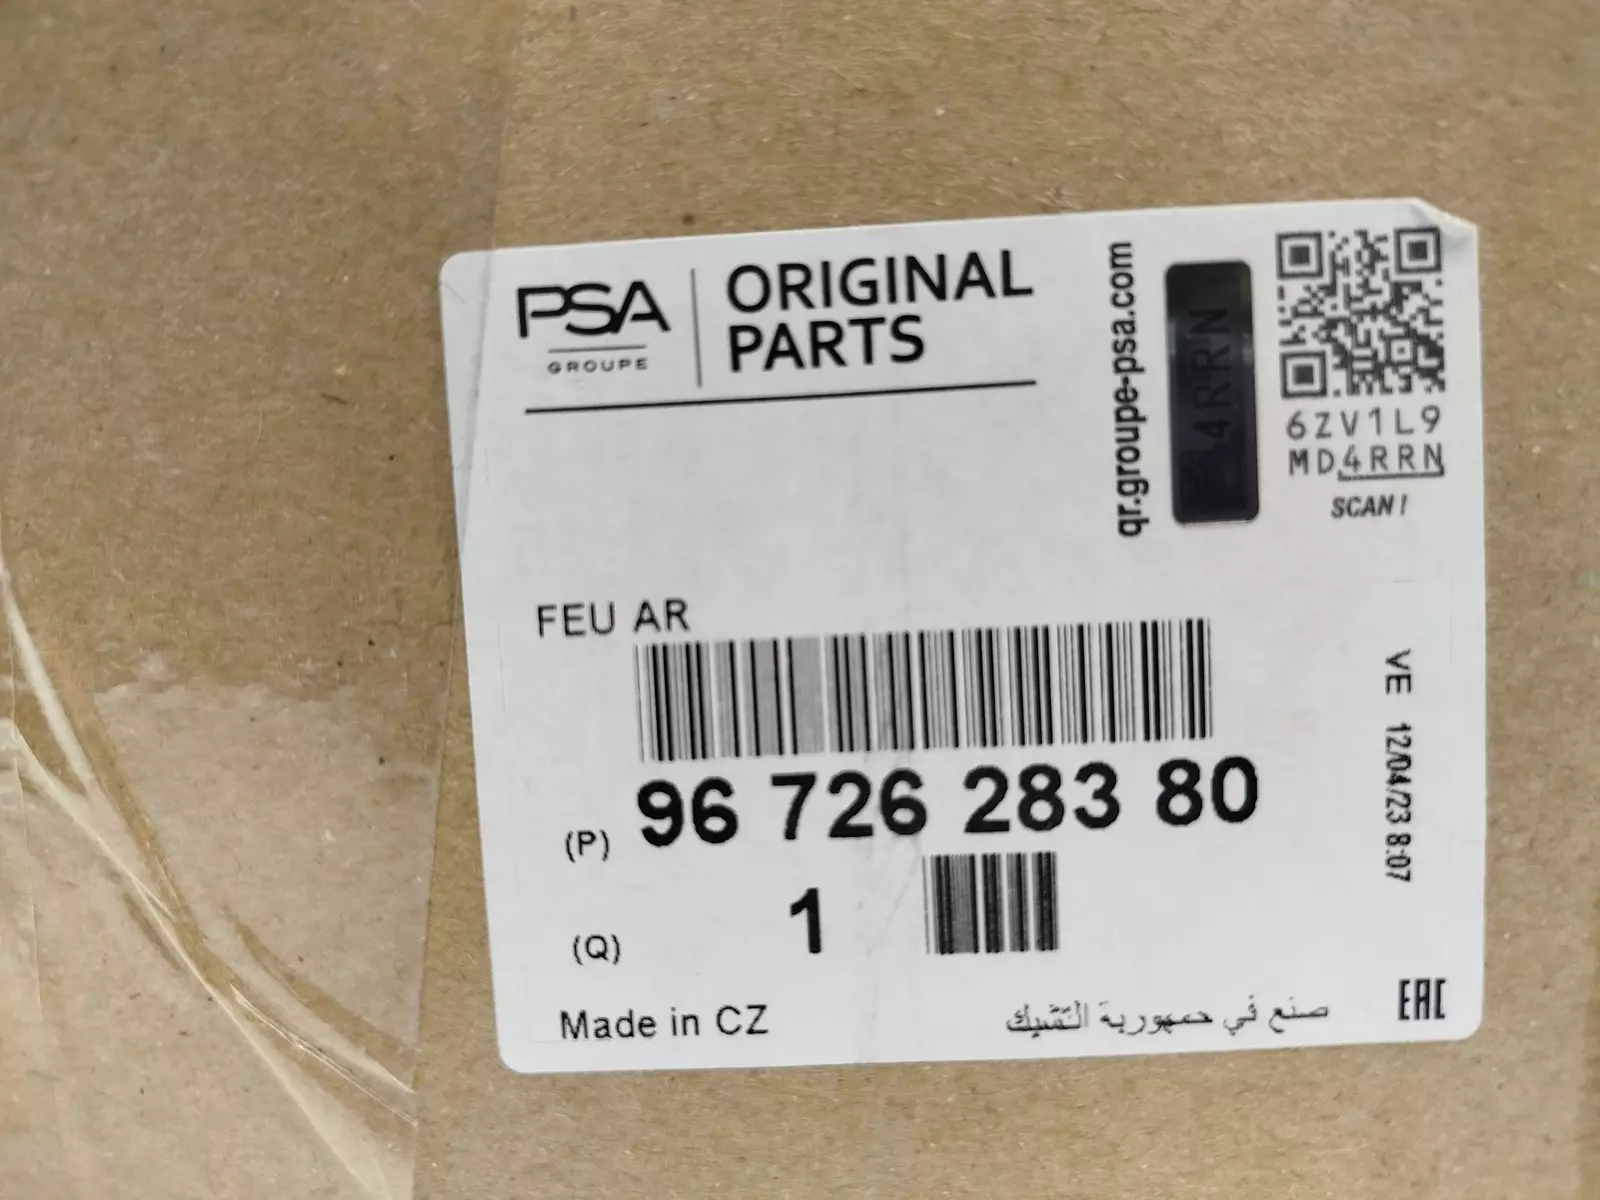 PSA
GROUPE
ORIGINAL
PARTS
qr.groupe-psa.com
4RRN
6ZV1L9
MD4RRN
SCAN!
FEU AR
(P) 96 726 283 80
(Q) 1
VE 12/04/23 8:07
Made in CZ
صنع في جمهورية التشيك
EAC